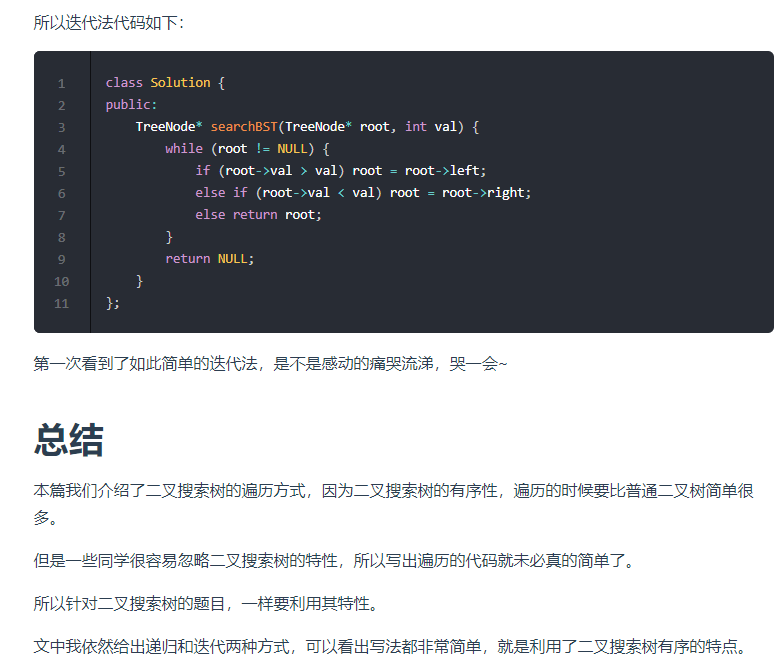 所以迭代法代码如下:
1 class Solution {
2 public:
3     TreeNode* searchBST(TreeNode* root, int val) {
4         while (root != NULL) {
5             if (root->val > val) root = root->left;
6             else if (root->val < val) root = root->right;
7             else return root;
8         }
9         return NULL;
10     }
11 };
第一次看到了如此简单的迭代法，是不是感动的痛哭流涕，哭一会~
总结
本篇我们介绍了二叉搜索树的遍历方式，因为二叉搜索树的有序性，遍历的时候要比普通二叉树简单很
多。
但是一些同学很容易忽略二叉搜索树的特性，所以写出遍历的代码就未必真的简单了。
所以针对二叉搜索树的题目，一样要利用其特性。
文中我依然给出递归和迭代两种方式，可以看出写法都非常简单，就是利用了二叉搜索树有序的特点。